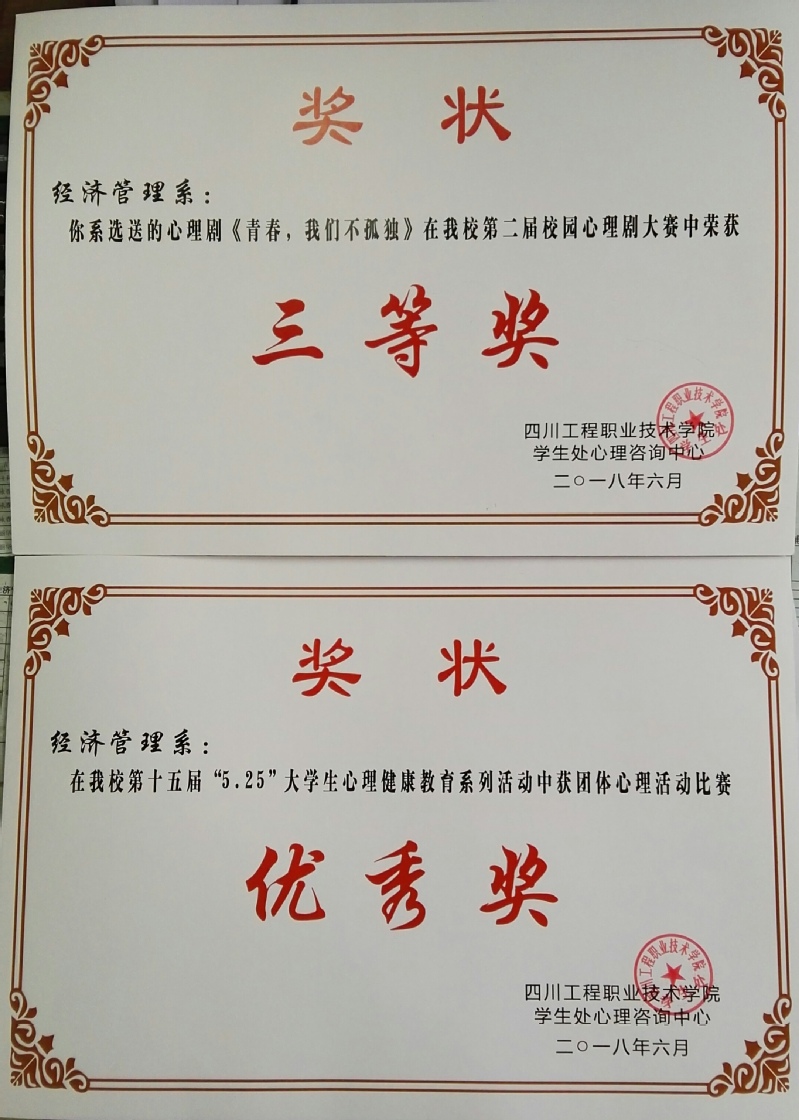 奖 状
经济管理系：
你系选送的心理剧《青春，我们不孤独》在我校第二届校园心理剧大赛中荣获
三等奖
四川工程职业技术学院
学生处心理咨询中心
二〇一八年六月
奖 状
经济管理系：
在我校第十五届“5.25”大学生心理健康教育系列活动中获团体心理活动比赛
优秀奖
四川工程职业技术学院
学生处心理咨询中心
二〇一八年六月